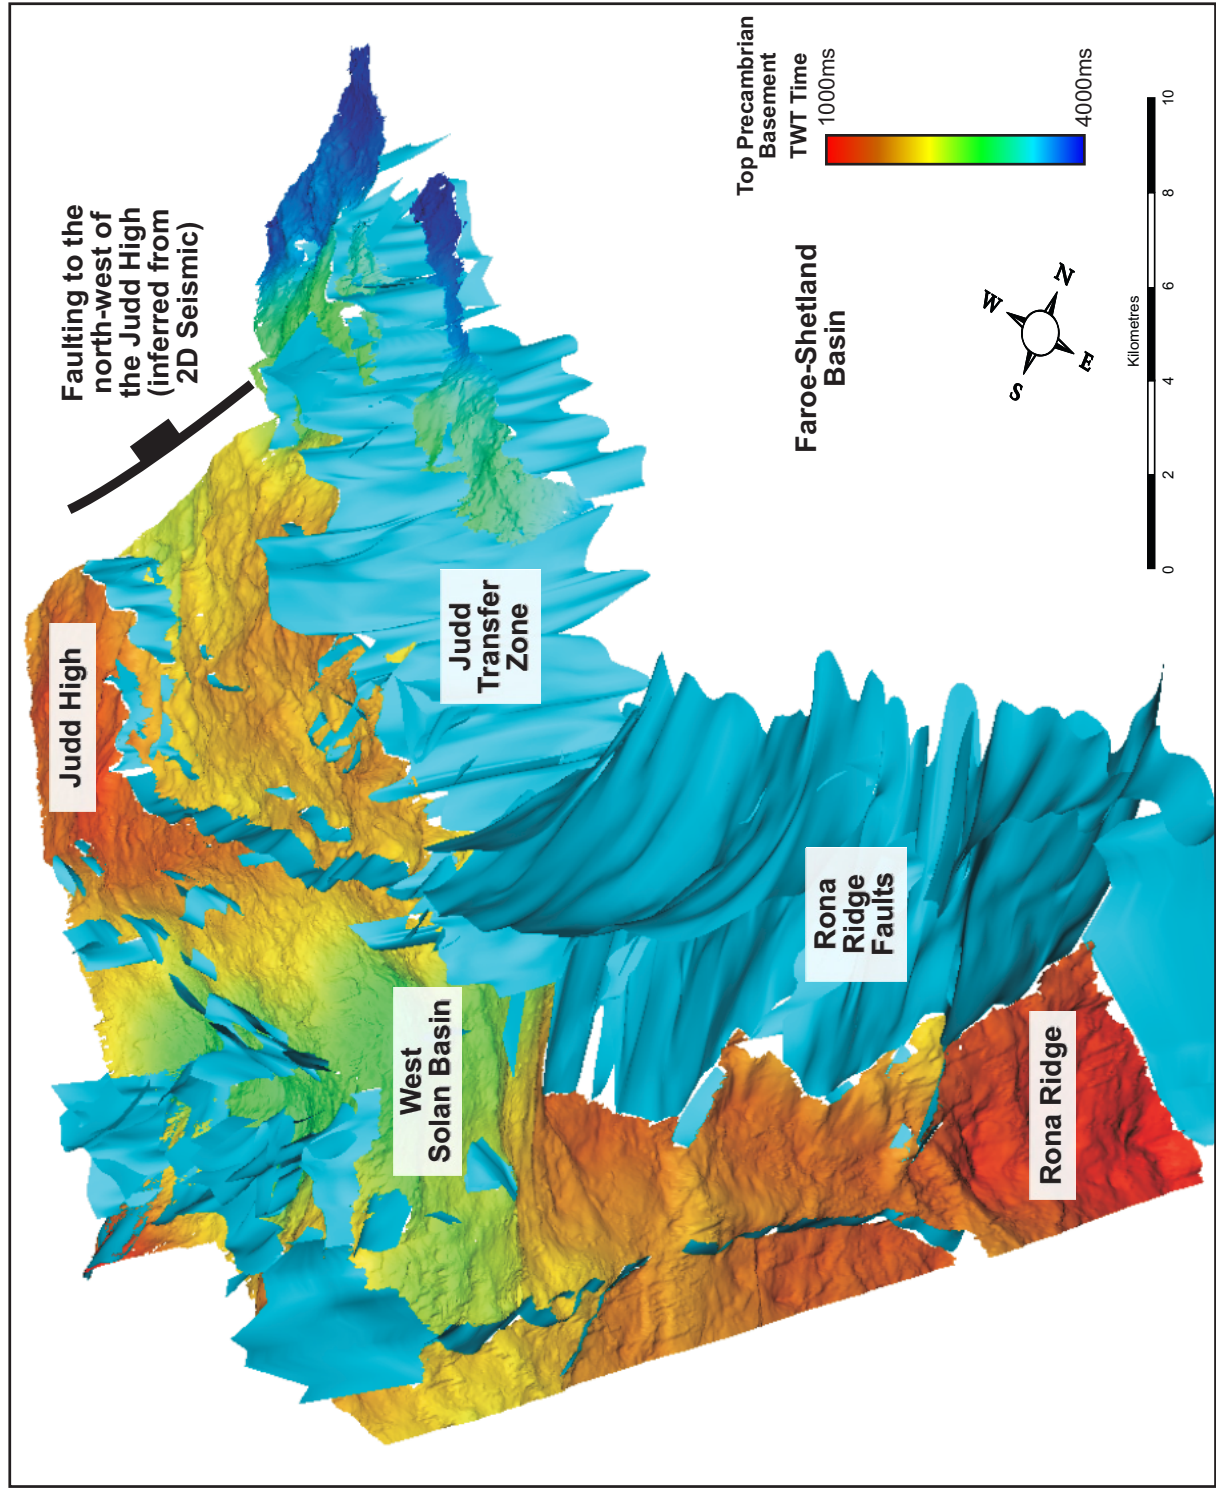 Faulting to the
north-west of
the Judd High
(inferred from
2D Seismic)
Judd High
Judd
Transfer
Zone
West
Solan Basin
Rona
Ridge
Faults
Rona Ridge
Faroe-Shetland
Basin
Top Precambrian
Basement
TWT Time
1000ms
4000ms
W
N
S
E
Kilometres
0 2 4 6 8 10